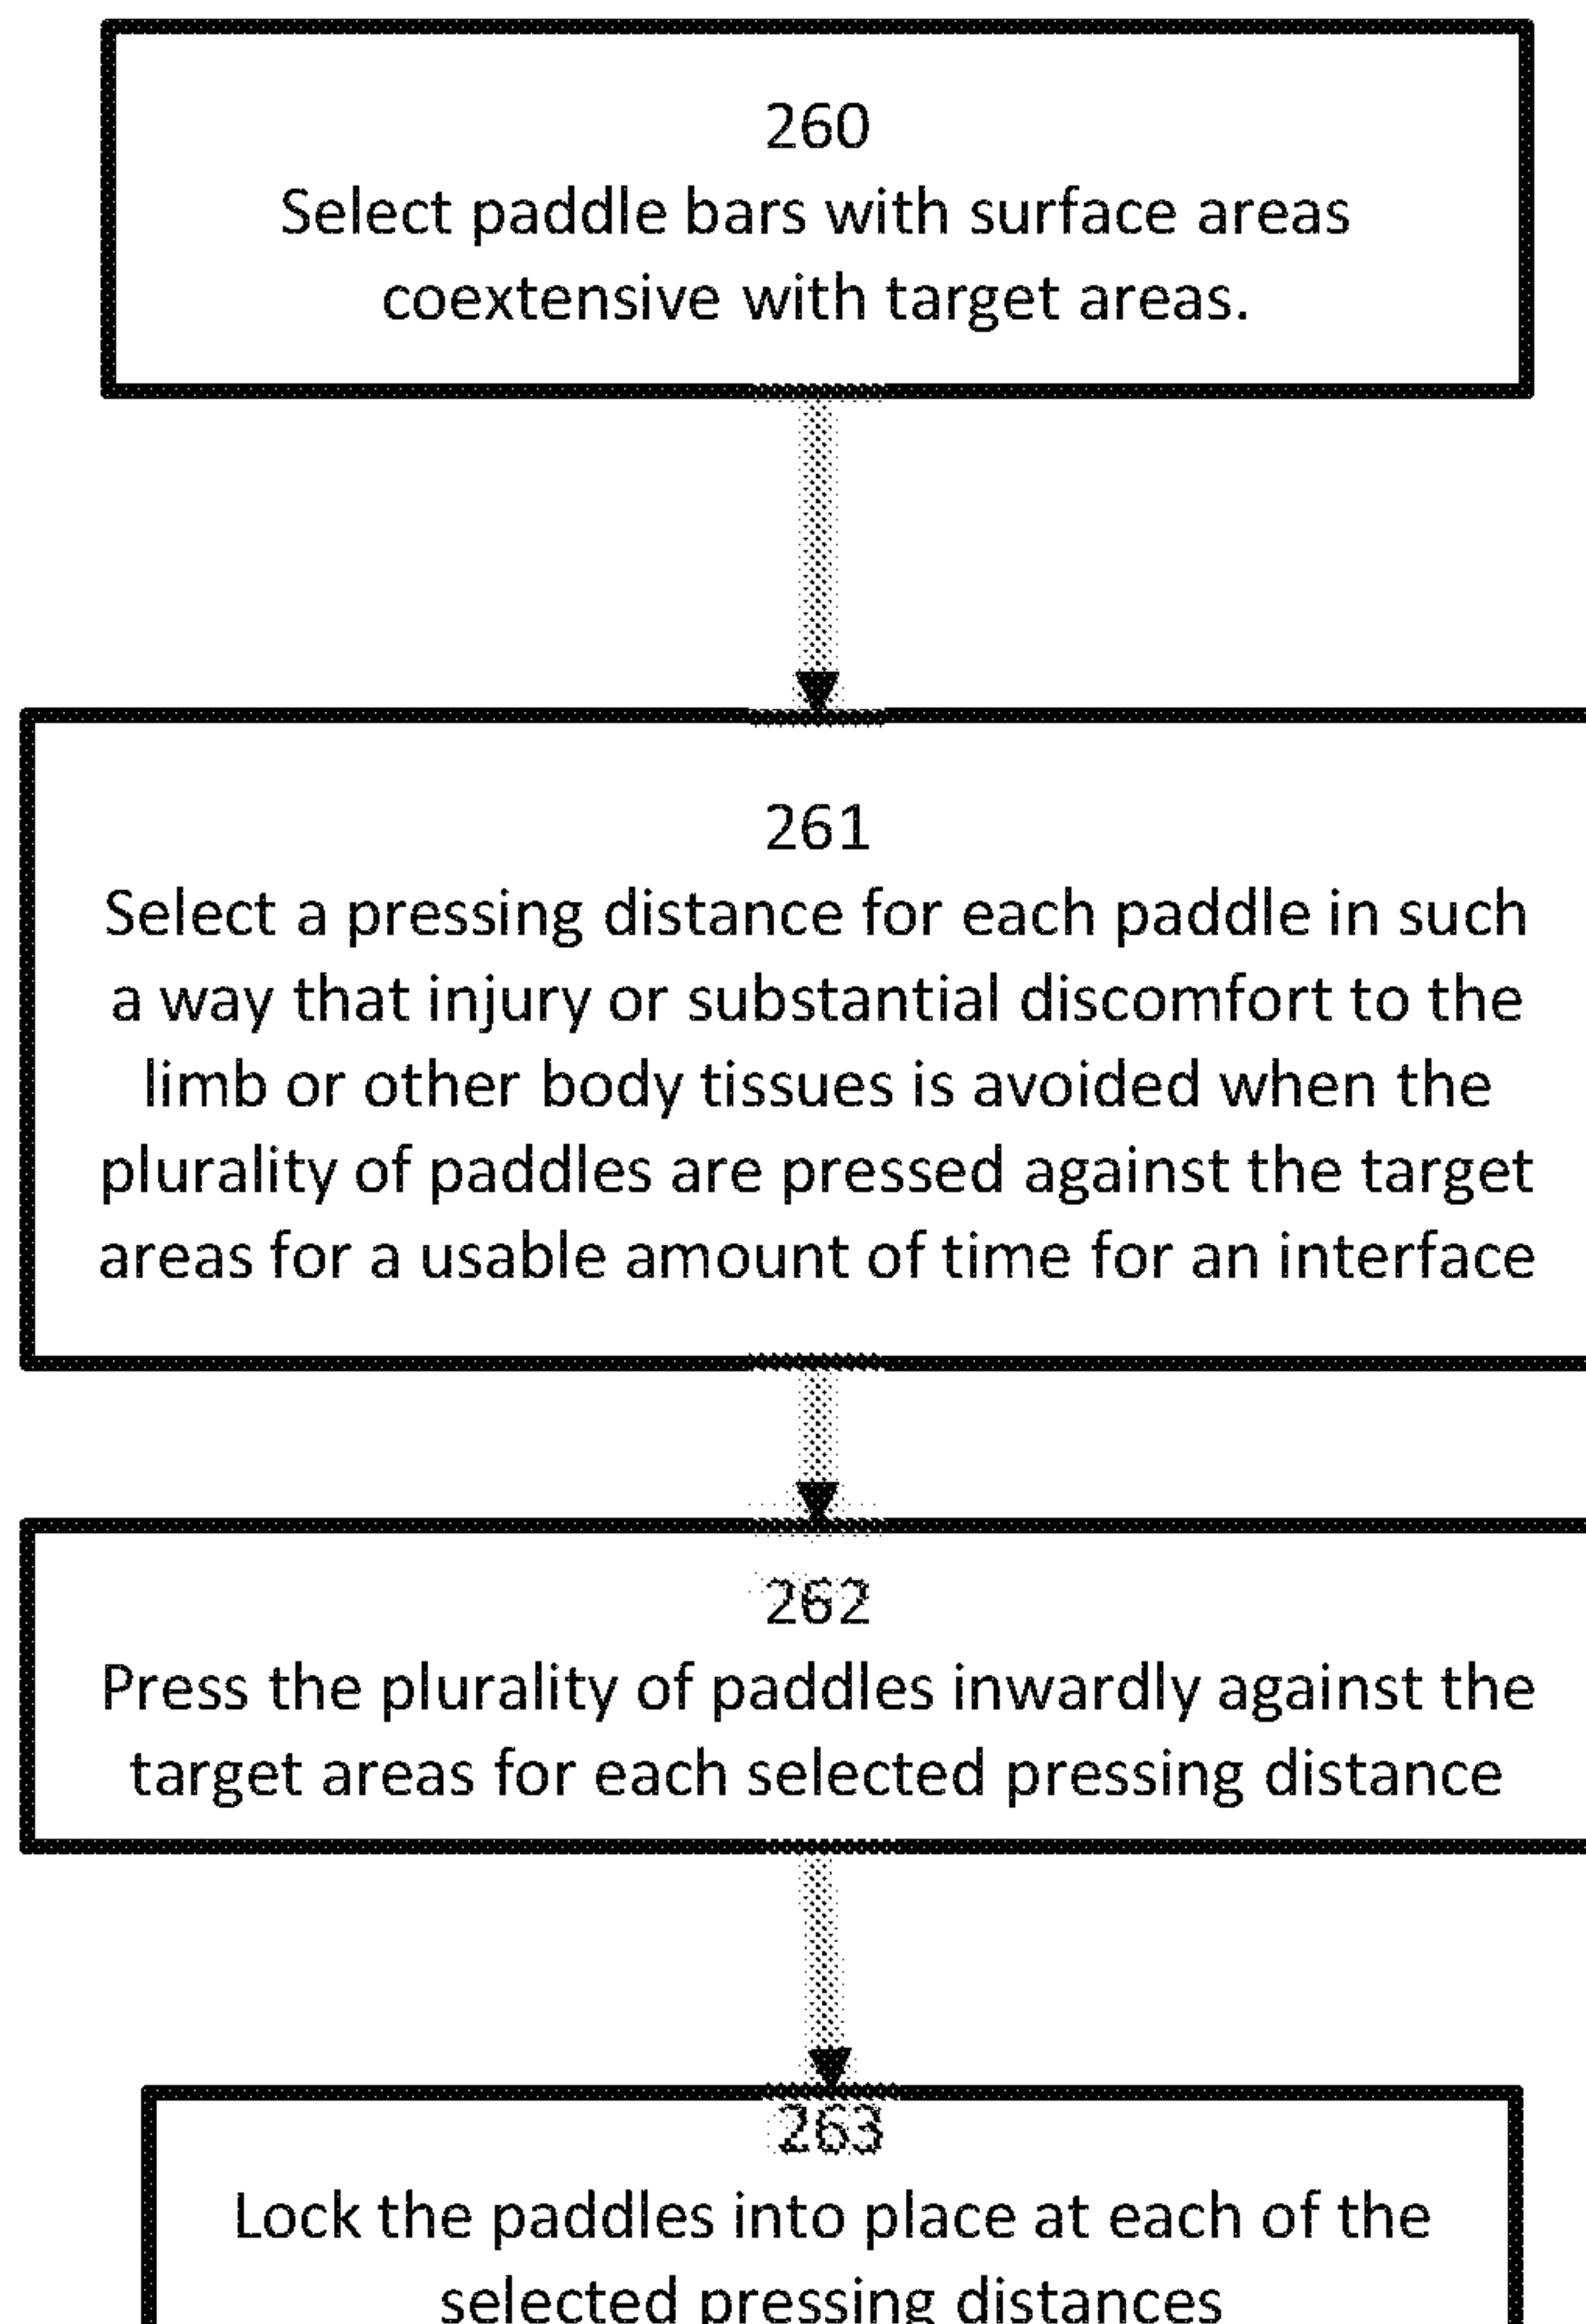 260
Select paddle bars with surface areas
coextensive with target areas.
261
Select a pressing distance for each paddle in such
a way that injury or substantial discomfort to the
limb or other body tissues is avoided when the
plurality of paddles are pressed against the target
areas for a usable amount of time for an interface
262
Press the plurality of paddles inwardly against the
target areas for each selected pressing distance
263
Lock the paddles into place at each of the
selected pressing distances